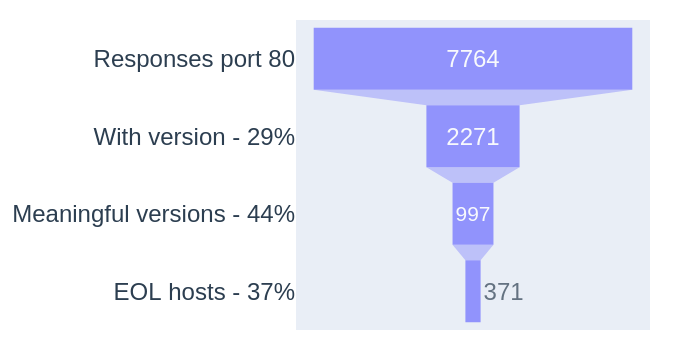 Responses port 80 7764
With version - 29% 2271
Meaningful versions - 44% 997
EOL hosts - 37% 371